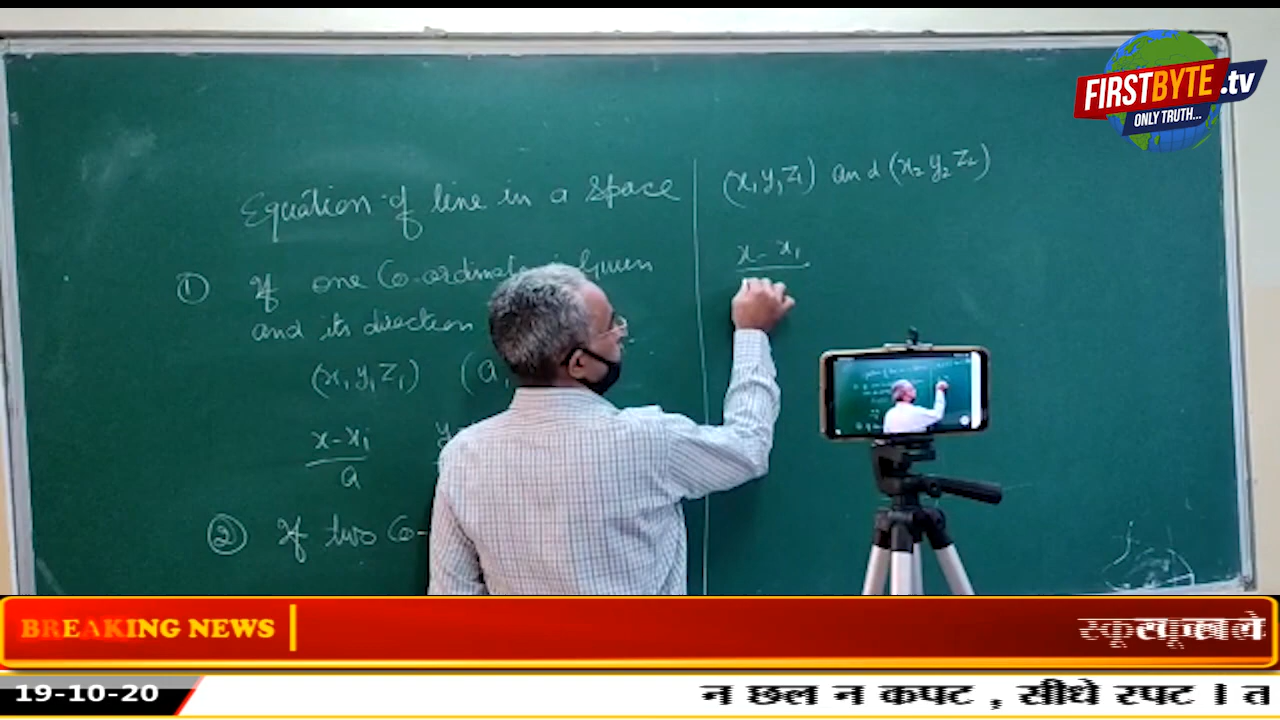 FIRSTBYTE.tv
ONLY TRUTH...
Equation of line in a space
① If one Co-ordinate is Given
and its direction
(x₁ y₁ z₁) (a,
x - x₁
a
② If two Co-
(x₁ y₁ z₁) and (x₂ y₂ z₂)
x - x₁
BREAKING NEWS
19-10-20
न छल न कपट , सीधे रपट । त